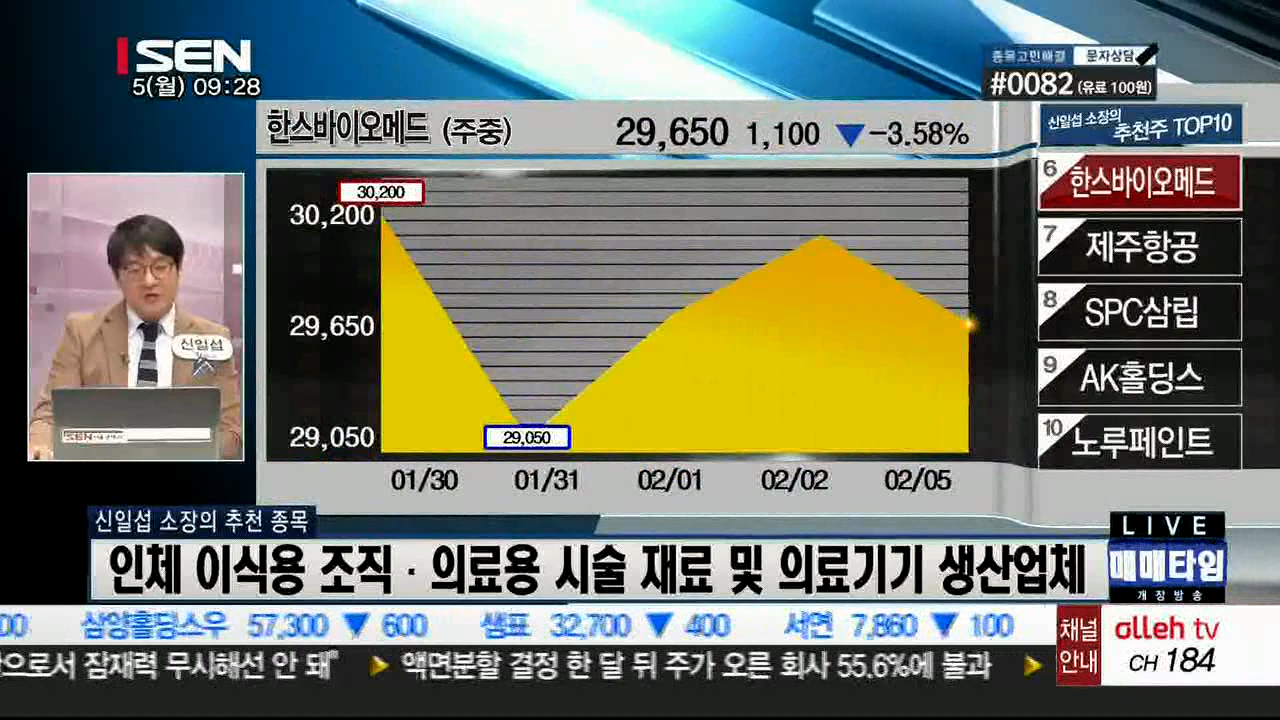 SEN
5(월) 09:28
종목고민해결 문자상담
#0082 (유료 100원)
한스바이오메드 (주중) 29,650 1,100 ▼-3.58%
신일섭 소장의
추천주 TOP10
6 한스바이오메드
7 제주항공
8 SPC삼립
9 AK홀딩스
10 노루페인트
30,200
30,200
29,650
29,050
29,050
01/30 01/31 02/01 02/02 02/05
신일섭
SEN
신일섭 소장의 추천 종목
인체 이식용 조직·의료용 시술 재료 및 의료기기 생산업체
LIVE
매매타임
개장방송
00 삼양홀딩스우 57,300 ▼ 600 샘표 32,700 ▼ 400 서연 7,860 ▼ 100
으로서 잠재력 무시해선 안 돼" ▶ 액면분할 결정 한 달 뒤 주가 오른 회사 55.6%에 불과 ▶
채널
안내
olleh tv
CH 184